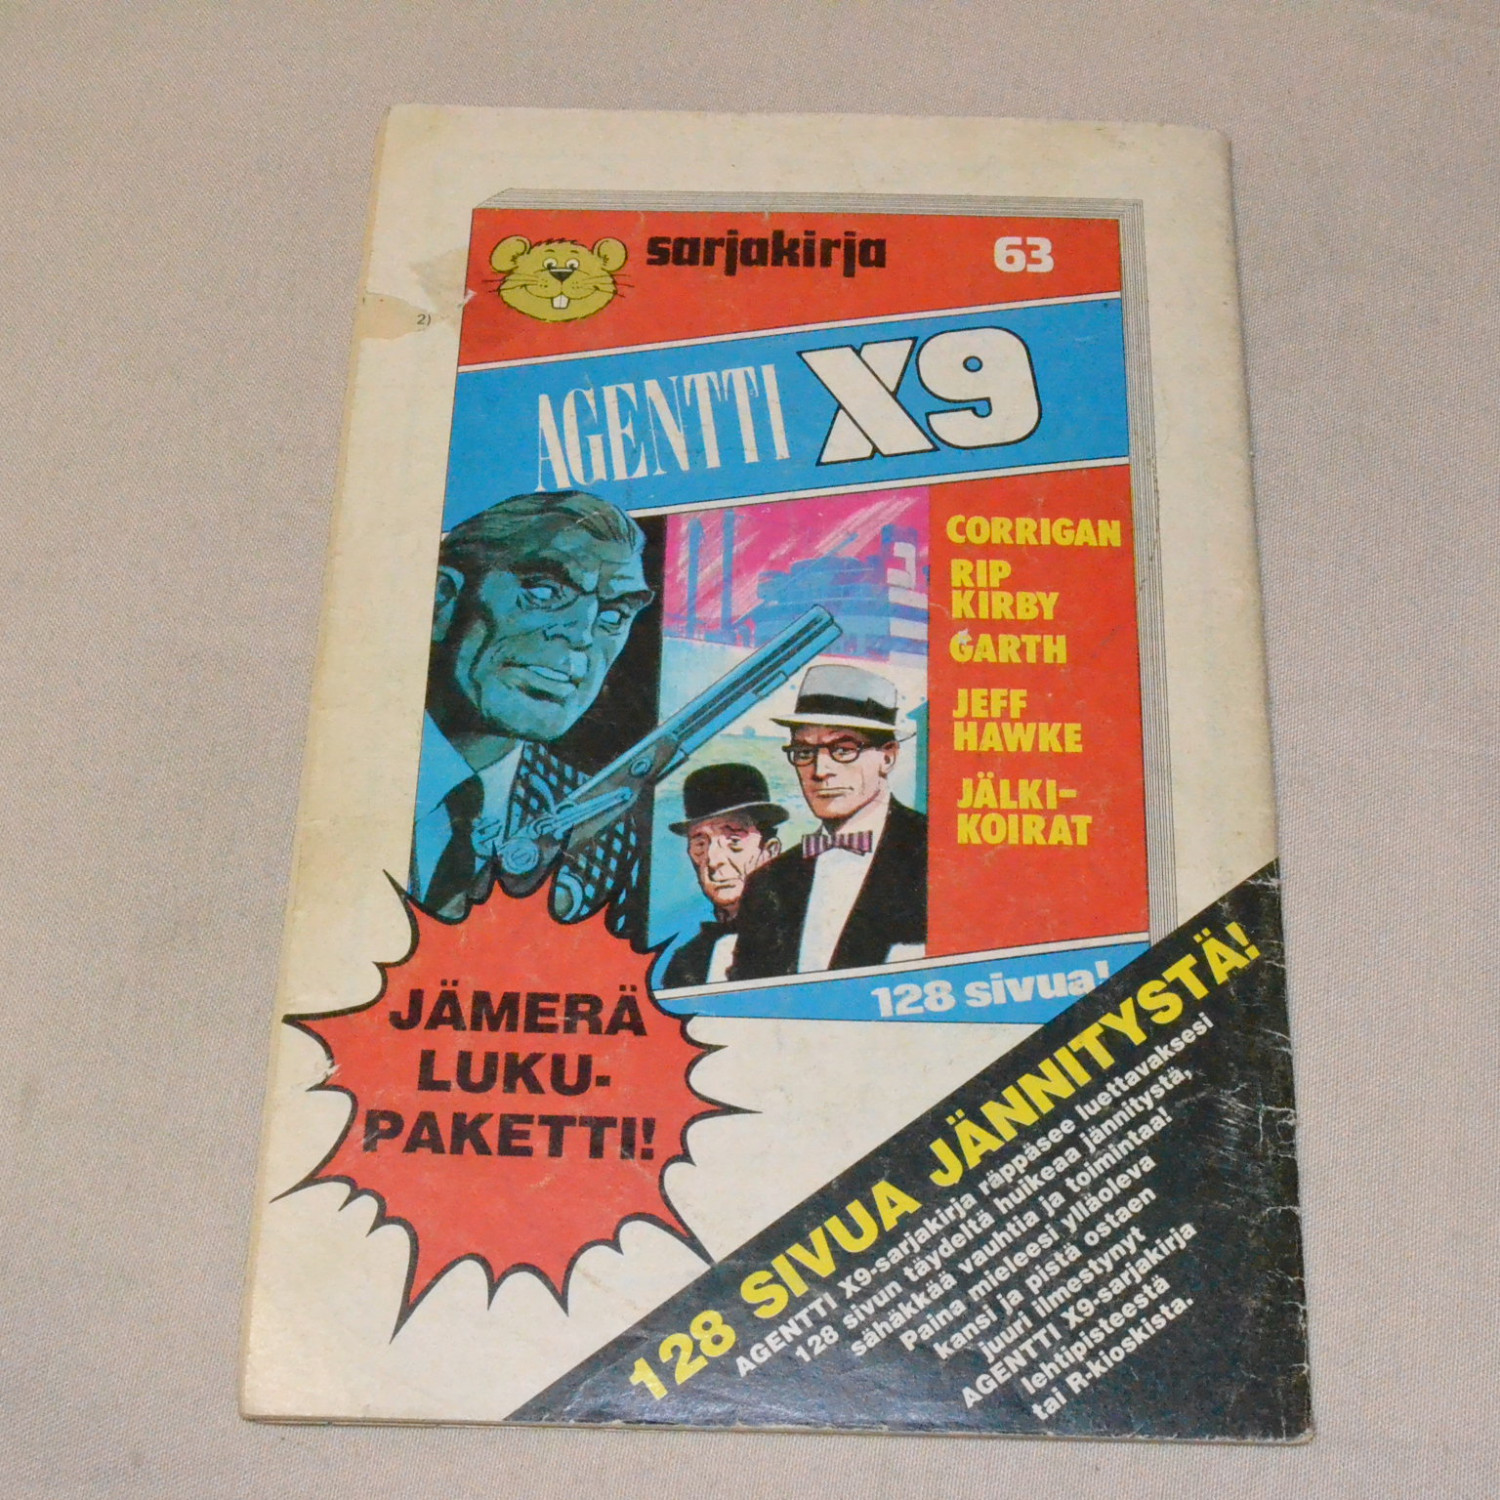 sarjakirja 63
2)
AGENTTI X9
CORRIGAN
RIP
KIRBY
GARTH
JEFF
HAWKE
JÄLKI-
KOIRAT
128 sivua!
JÄMERÄ
LUKU-
PAKETTI!
128 SIVUA JÄNNITYSTÄ!
AGENTTI X9-sarjakirja räppäsee luettavaksesi
128 sivun täydeltä huikeaa jännitystä,
sähäkkää vauhtia ja toimintaa!
Paina mieleesi ylläoleva
kansi ja pistä ostaen
juuri ilmestynyt
AGENTTI X9-sarjakirja
lehtipisteestä
tai R-kioskista.